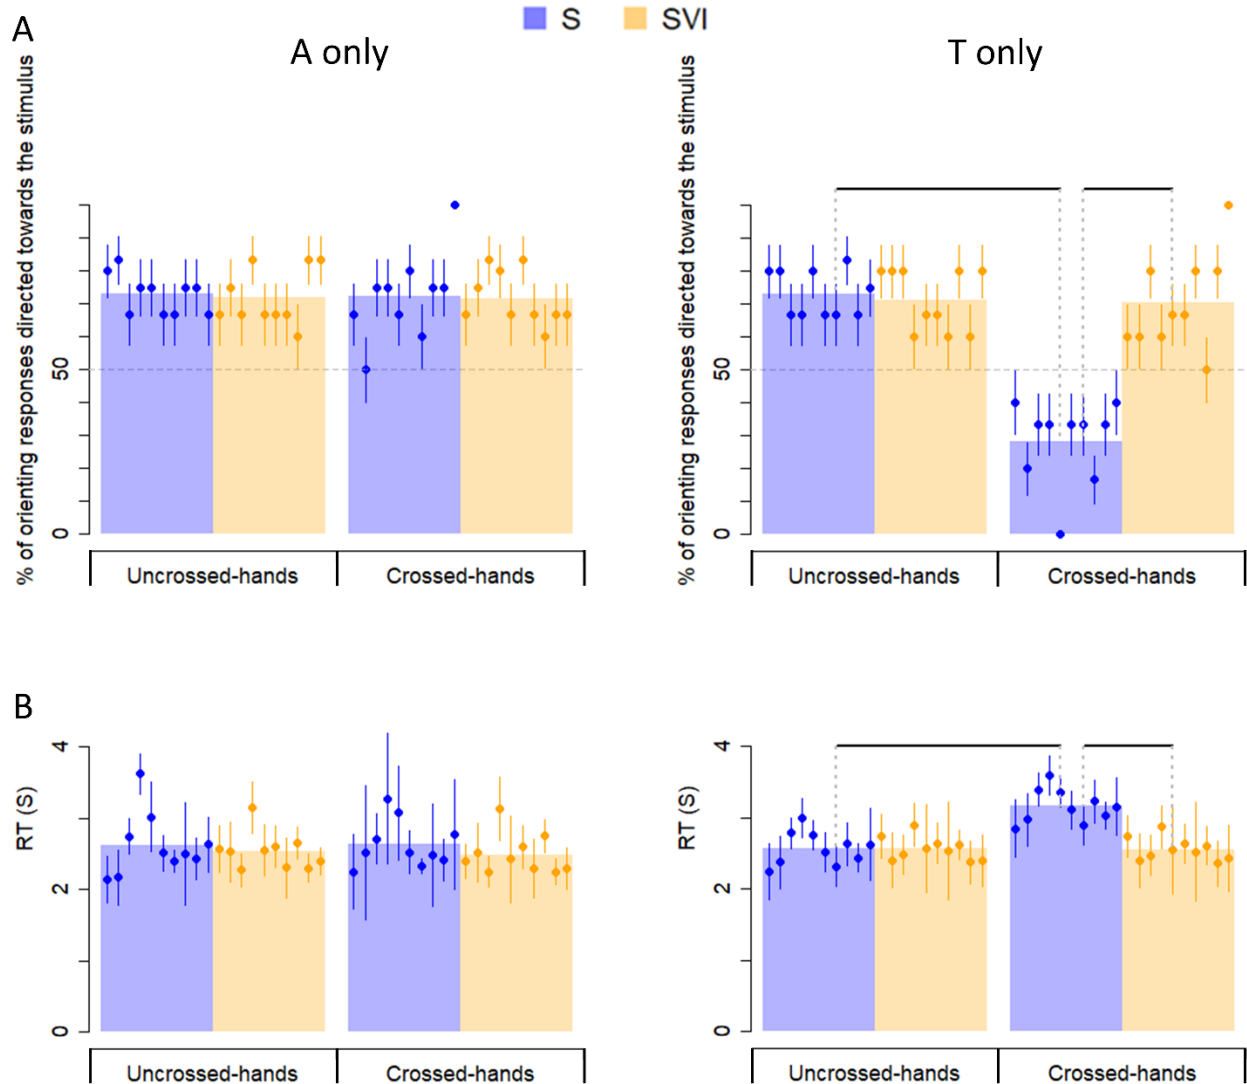 A
S SVI
A only T only
% of orienting responses directed towards the stimulus
50
0
Uncrossed-hands Crossed-hands
% of orienting responses directed towards the stimulus
50
0
Uncrossed-hands Crossed-hands
B
RT (S)
4
2
0
Uncrossed-hands Crossed-hands
RT (S)
4
2
0
Uncrossed-hands Crossed-hands